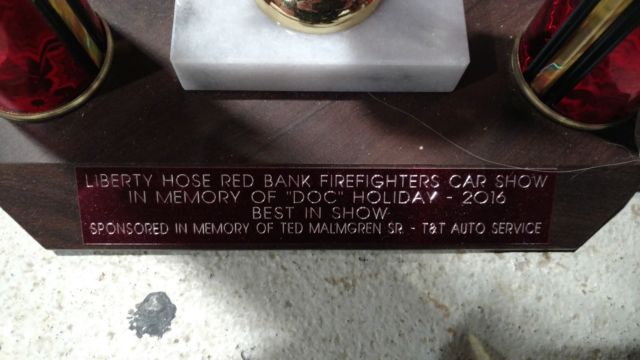 LIBERTY HOSE RED BANK FIREFIGHTERS CAR SHOW
IN MEMORY OF "DOC" HOLIDAY - 2016
BEST IN SHOW
SPONSORED IN MEMORY OF TED MALMGREN SR. - T&T AUTO SERVICE